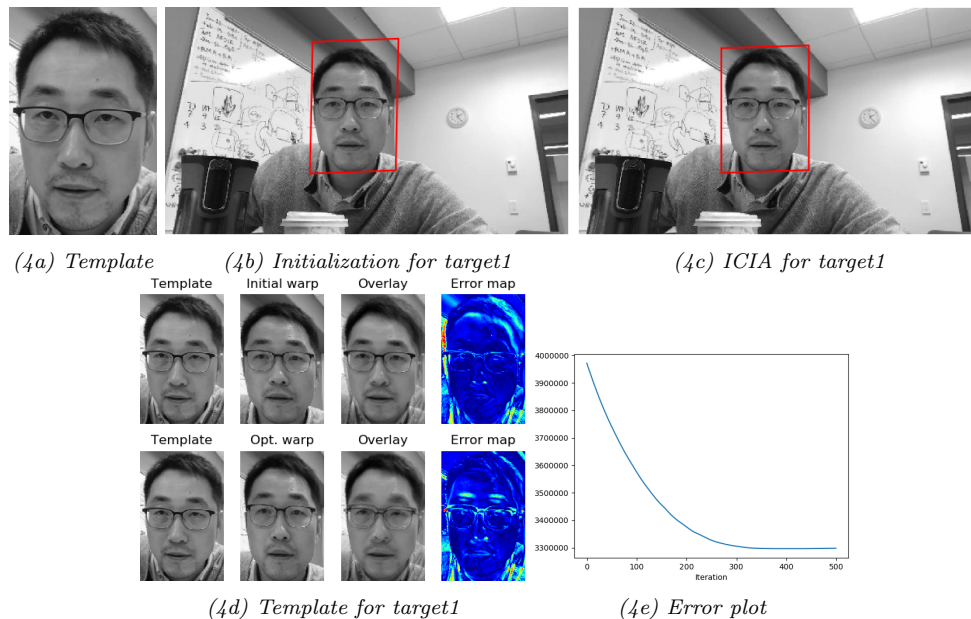 (4a) Template
(4b) Initialization for target1
(4c) ICIA for target1
Template Initial warp Overlay Error map
Template Opt. warp Overlay Error map
4000000
3900000
3800000
3700000
3600000
3500000
3400000
3300000
0 100 200 300 400 500
Iteration
(4d) Template for target1
(4e) Error plot